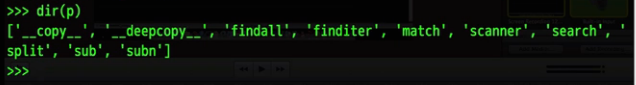 >>> dir(p)
['__copy__', '__deepcopy__', 'findall', 'finditer', 'match', 'scanner', 'search', '
split', 'sub', 'subn']
>>>